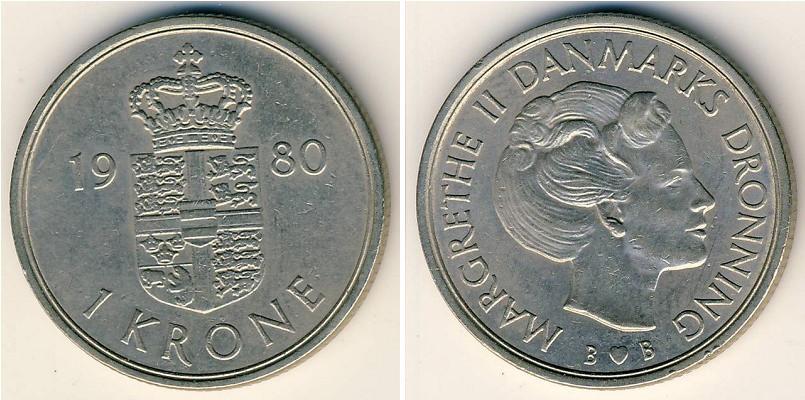 19 80
1 KRONE
MARGRETHE II DANMARKS DRONNING
B ♥ B